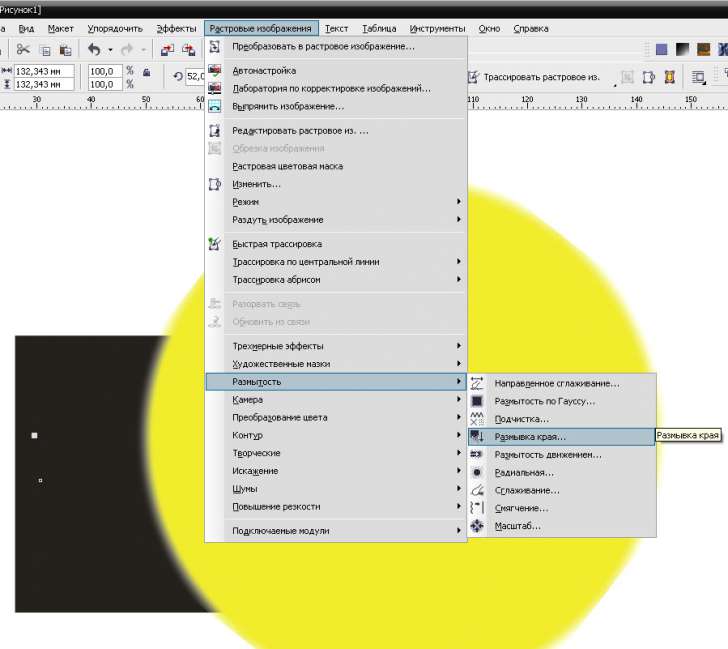 Рисунок1]
а Вид Макет Упорядочить Эффекты Растровые изображения Текст Таблица Инструменты Окно Справка
132,343 мм 100,0 %
132,343 мм 100,0 %
52,0
Трассировать растровое из.
30 40 50 60 110 120 130 140 150
Преобразовать в растровое изображение...
Автонастройка
Лаборатория по корректировке изображений...
Выпрямить изображение...
Редактировать растровое из. ...
Обрезка изображения
Растровая цветовая маска
Изменить...
Режим
Раздуть изображение
Быстрая трассировка
Трассировка по центральной линии
Трассировка абрисом
Разорвать связь
Обновить из связи
Трехмерные эффекты
Художественные мазки
Размытость
Камера
Преобразование цвета
Контур
Творческие
Искажение
Шумы
Повышение резкости
Подключаемые модули
Направленное сглаживание...
Размытость по Гауссу...
Подчистка...
Размывка края...
Размытость движением...
Радиальная...
Сглаживание...
Смягчение...
Масштаб...
Размывка края